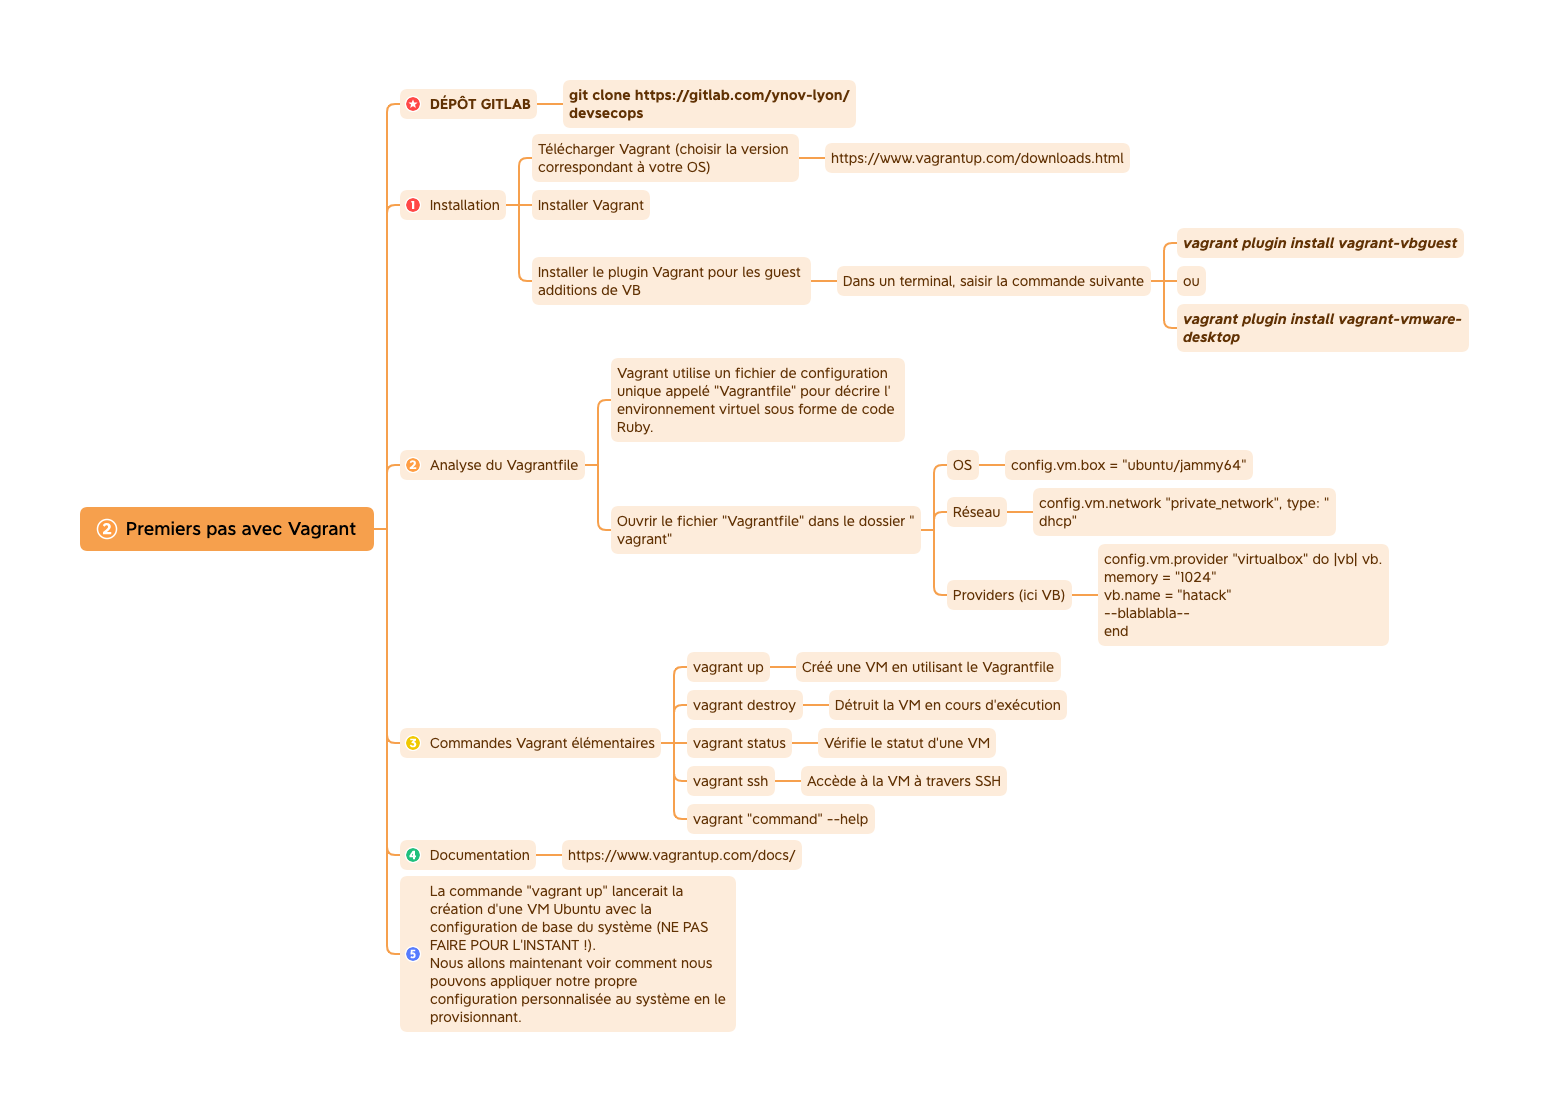 2 Premiers pas avec Vagrant
DÉPÔT GITLAB
git clone https://gitlab.com/ynov-lyon/
devsecops
1 Installation
Télécharger Vagrant (choisir la version
correspondant à votre OS)
https://www.vagrantup.com/downloads.html
Installer Vagrant
Installer le plugin Vagrant pour les guest
additions de VB
Dans un terminal, saisir la commande suivante
vagrant plugin install vagrant-vbguest
ou
vagrant plugin install vagrant-vmware-
desktop
2 Analyse du Vagrantfile
Vagrant utilise un fichier de configuration
unique appelé "Vagrantfile" pour décrire l'
environnement virtuel sous forme de code
Ruby.
Ouvrir le fichier "Vagrantfile" dans le dossier "
vagrant"
OS
config.vm.box = "ubuntu/jammy64"
Réseau
config.vm.network "private_network", type: "
dhcp"
Providers (ici VB)
config.vm.provider "virtualbox" do |vb| vb.
memory = "1024"
vb.name = "hatack"
--blablabla--
end
3 Commandes Vagrant élémentaires
vagrant up
Créé une VM en utilisant le Vagrantfile
vagrant destroy
Détruit la VM en cours d'exécution
vagrant status
Vérifie le statut d'une VM
vagrant ssh
Accède à la VM à travers SSH
vagrant "command" --help
4 Documentation
https://www.vagrantup.com/docs/
5
La commande "vagrant up" lancerait la
création d'une VM Ubuntu avec la
configuration de base du système (NE PAS
FAIRE POUR L'INSTANT !).
Nous allons maintenant voir comment nous
pouvons appliquer notre propre
configuration personnalisée au système en le
provisionnant.